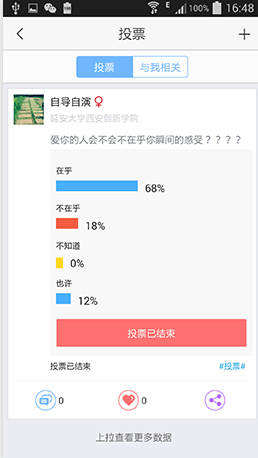 E 100% 16:48
投票
投票 与我相关
自导自演
延安大学西安创新学院
爱你的人会不会在乎你瞬间的感受？？？？
在乎
68%
不在乎
18%
不知道
0%
也许
12%
投票已结束
投票已结束 #投票#
0 0
上拉查看更多数据